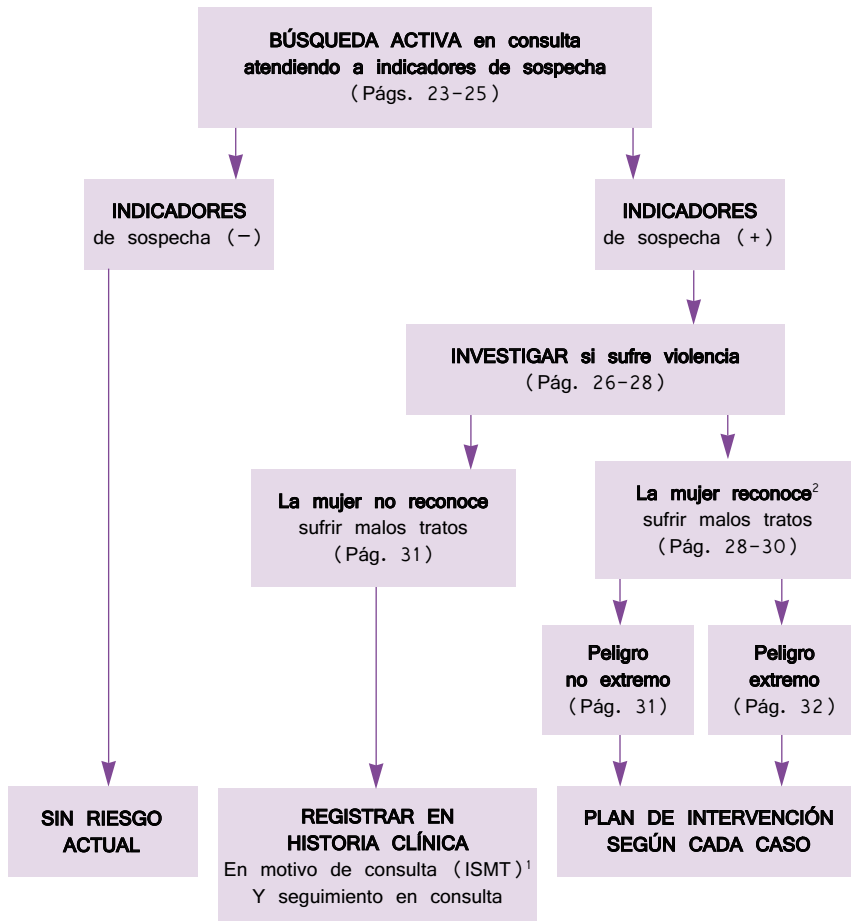 BÚSQUEDA ACTIVA en consulta
atendiendo a indicadores de sospecha
(Págs. 23-25)
INDICADORES
de sospecha (-)
INDICADORES
de sospecha (+)
INVESTIGAR si sufre violencia
(Pág. 26-28)
La mujer no reconoce
sufrir malos tratos
(Pág. 31)
La mujer reconoce²
sufrir malos tratos
(Pág. 28-30)
Peligro
no extremo
(Pág. 31)
Peligro
extremo
(Pág. 32)
SIN RIESGO
ACTUAL
REGISTRAR EN
HISTORIA CLÍNICA
En motivo de consulta (ISMT)¹
Y seguimiento en consulta
PLAN DE INTERVENCIÓN
SEGÚN CADA CASO